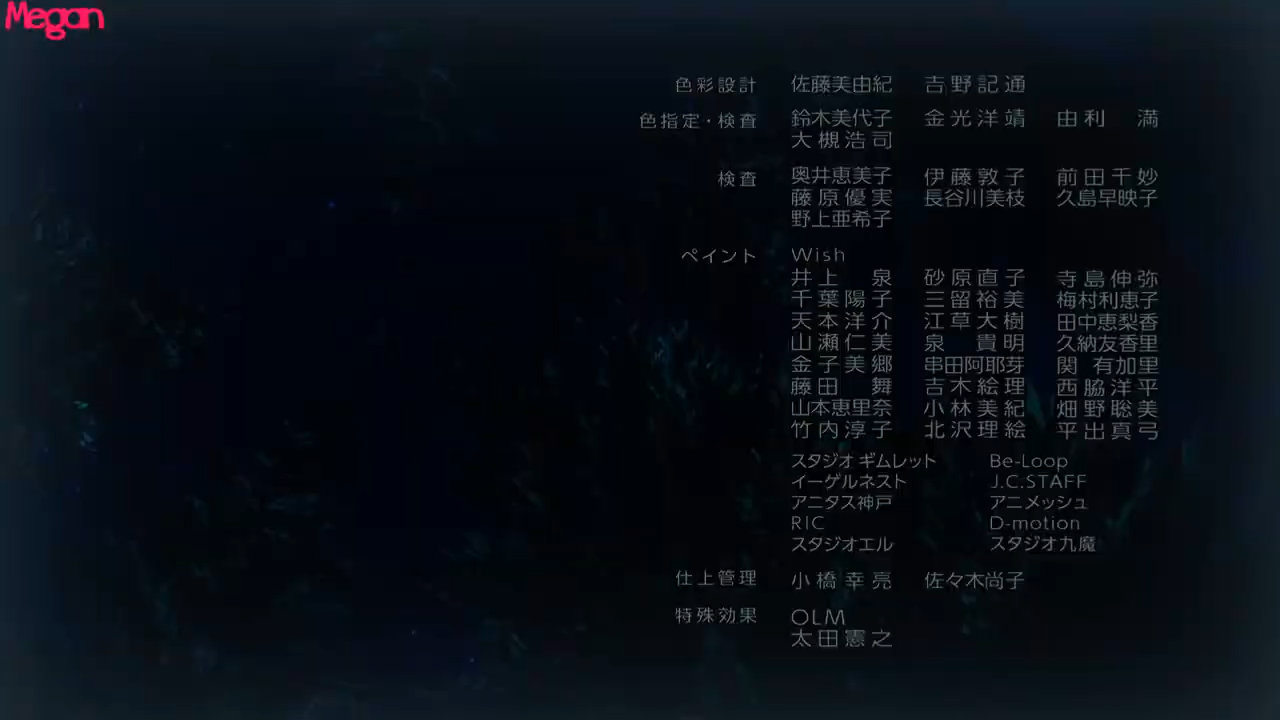 Megan
色彩設計 佐藤美由紀 吉野記通
色指定・検査 鈴木美代子 金光洋靖 由利 満
大槻浩司
検査 奥井恵美子 伊藤敦子 前田千妙
藤原優実 長谷川美枝 久島早映子
野上亜希子
ペイント Wish
井上 泉 砂原直子 寺島伸弥
千葉陽子 三留裕美 梅村利恵子
天本洋介 江草大樹 田中恵梨香
山瀬仁美 泉 貴明 久納友香里
金子美郷 串田阿耶芽 関 有加里
藤田 舞 吉木絵理 西脇洋平
山本恵里奈 小林美紀 畑野聡美
竹内淳子 北沢理絵 平出真弓
スタジオ ギムレット Be-Loop
イーゲルネスト J.C.STAFF
アニタス神戸 アニメッシュ
RIC D-motion
スタジオエル スタジオ九魔
仕上管理 小橋幸亮 佐々木尚子
特殊効果 OLM
太田憲之